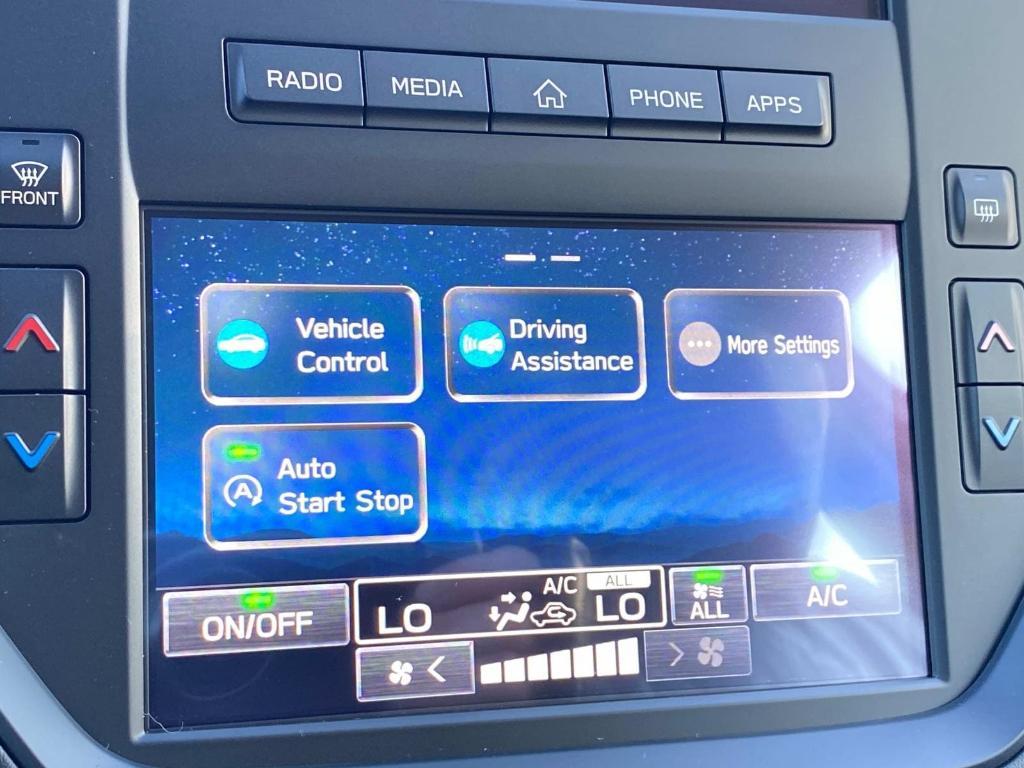 RADIO
MEDIA
PHONE
APPS
FRONT
Vehicle
Control
Driving
Assistance
More Settings
A
Auto
Start Stop
ON/OFF
LO
A/C
ALL
LO
ALL
A/C